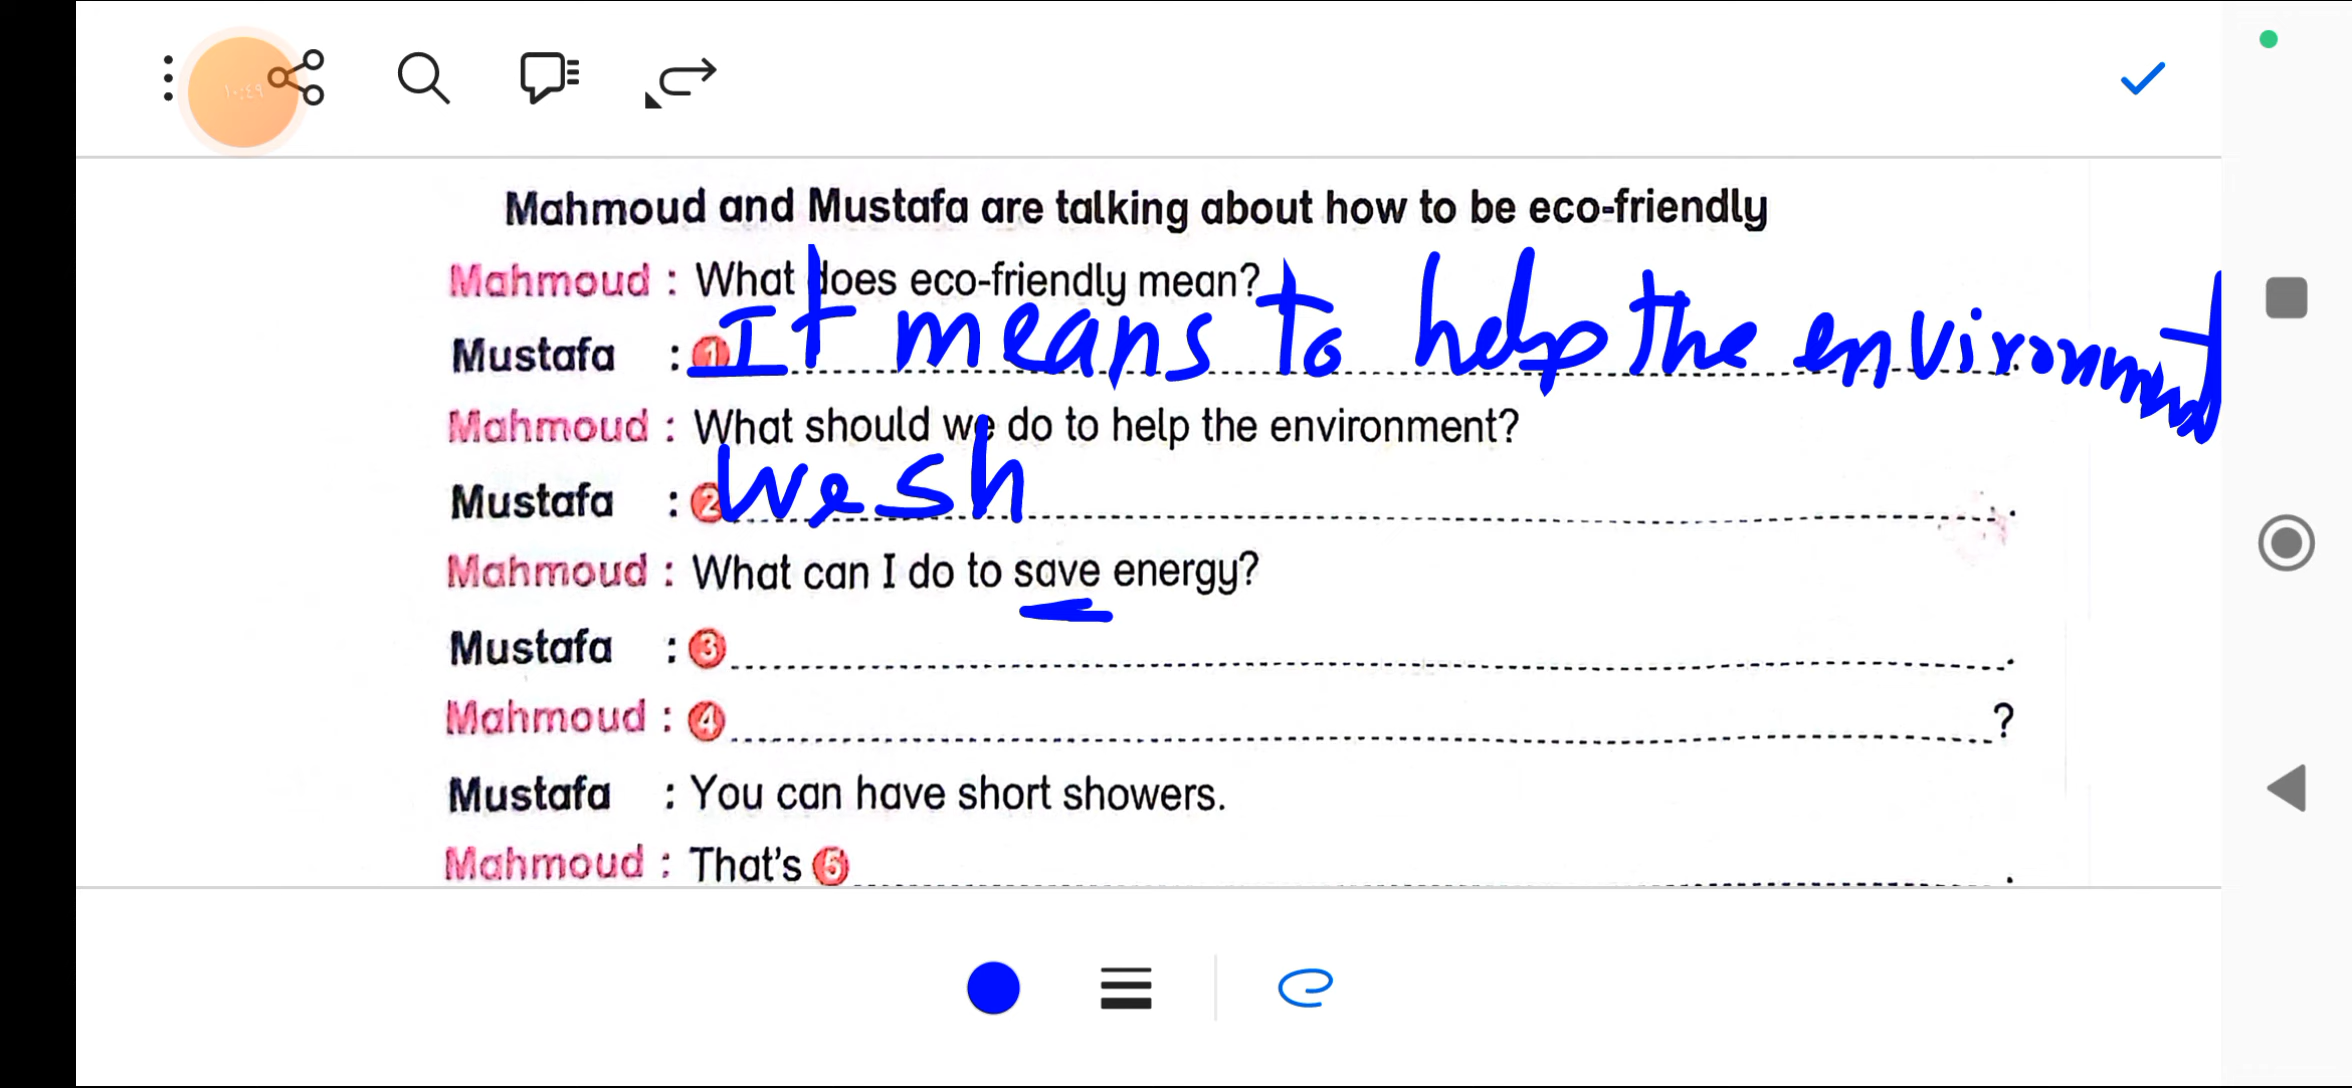 ١٠:٤٩
Mahmoud and Mustafa are talking about how to be eco-friendly
Mahmoud : What does eco-friendly mean?
Mustafa : 1 It means to help the environment
Mahmoud : What should we do to help the environment?
Mustafa : 2 We sh
Mahmoud : What can I do to save energy?
Mustafa : 3 .
Mahmoud : 4 ?
Mustafa : You can have short showers.
Mahmoud : That's 5 .